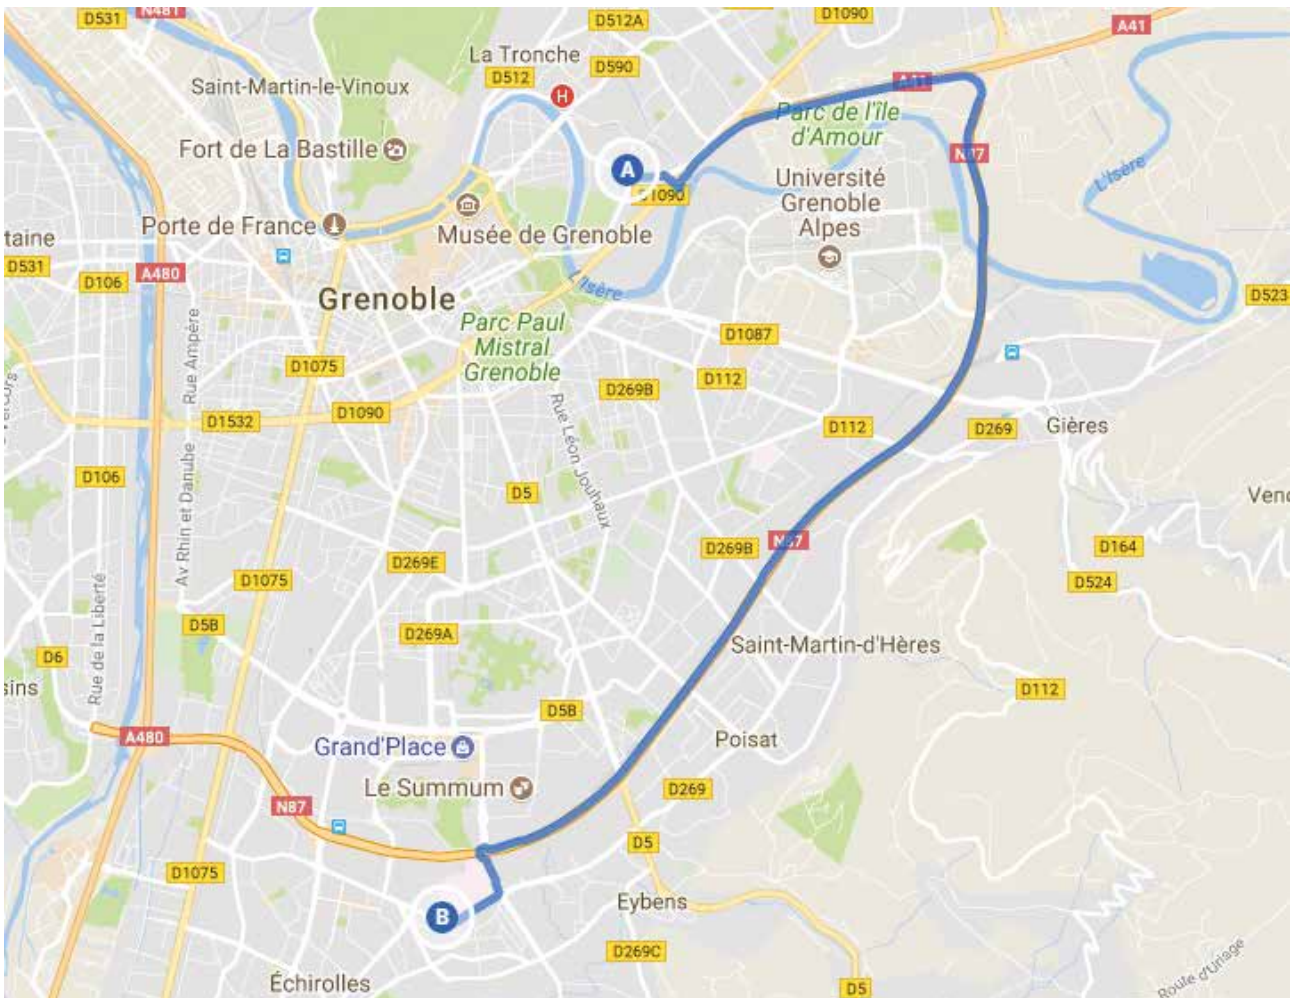 D531
N481
D512A
D1090
A41
La Tronche
D590
D512
Saint-Martin-le-Vinoux
H
A41
Parc de l'île
d'Amour
Fort de La Bastille
N87
A
L'Isère
Université
Grenoble
Alpes
D1090
Musée de Grenoble
Porte de France
taine
D531
A480
D106
L'Isère
D523
Grenoble
Parc Paul
Mistral
Grenoble
D1087
Rue Ampère
D1075
D112
D269B
Vercors
D1532
D1090
D112
D269
Gières
Rue Léon Jouhaux
D106
D5
Av Rhin et Danube
Venc
D269B
N87
D164
D269E
D1075
D524
Rue de la Liberté
D5B
D269A
Saint-Martin-d'Hères
D6
sins
D112
D5B
A480
Grand'Place
Poisat
Le Summum
D269
N87
D5
D1075
Eybens
B
D269C
Échirolles
D5
Route d'Uriage